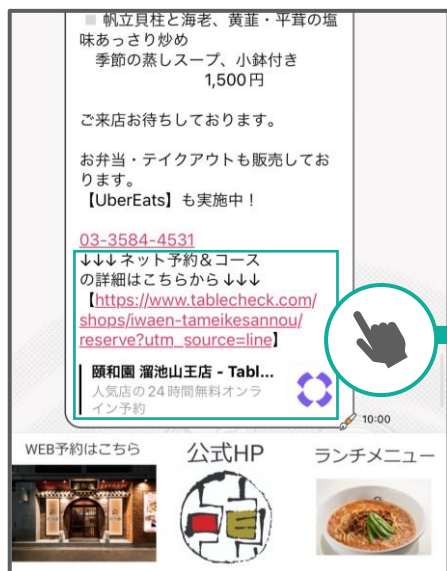 ■ 帆立貝柱と海老、黄韮・平茸の塩
味あっさり炒め
季節の蒸しスープ、小鉢付き
1,500円
ご来店お待ちしております。
お弁当・テイクアウトも販売してお
ります。
【UberEats】も実施中！
03-3584-4531
↓↓↓ネット予約＆コース
の詳細はこちらから↓↓↓
【https://www.tablecheck.com/
shops/iwaen-tameikesannou/
reserve?utm_source=line】
頤和園 溜池山王店 - Tabl...
人気店の24時間無料オンラ
イン予約
10:00
WEB予約はこちら
公式HP
ランチメニュー